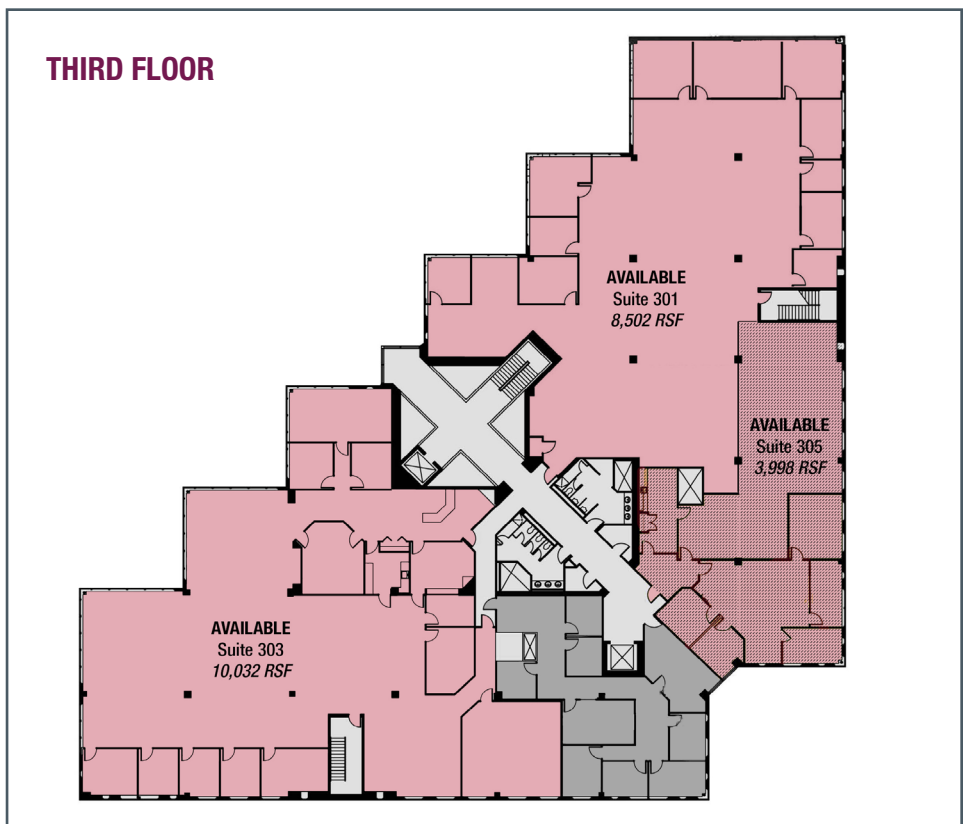 THIRD FLOOR
AVAILABLE
Suite 301
8,502 RSF
AVAILABLE
Suite 305
3,998 RSF
AVAILABLE
Suite 303
10,032 RSF